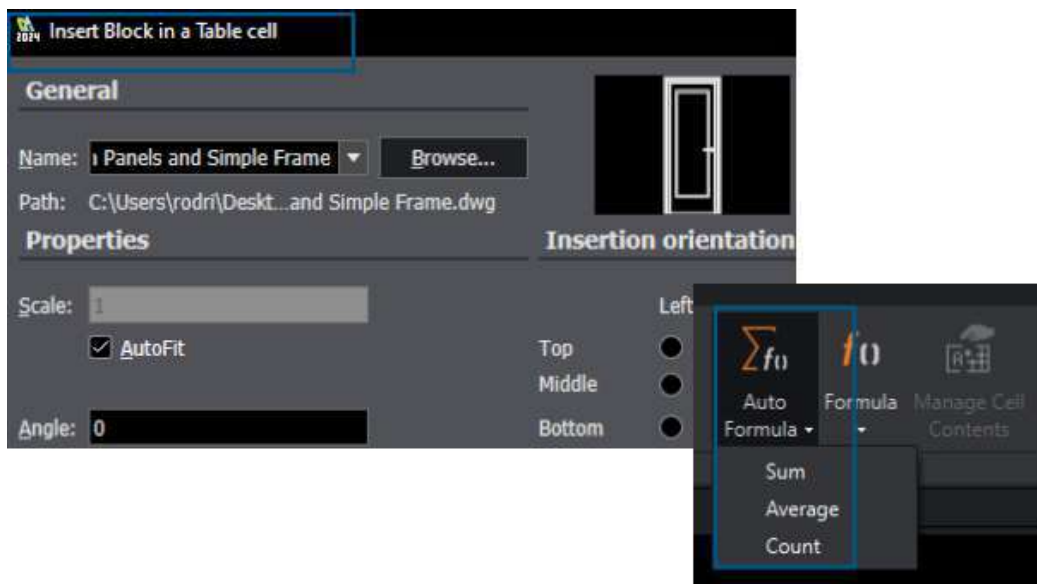 2024 Insert Block in a Table cell
General
Name: ı Panels and Simple Frame Browse...
Path: C:\Users\rodri\Deskt...and Simple Frame.dwg
Properties
Insertion orientation
Scale: 1
Left
AutoFit
Top
Middle
Angle: 0
Bottom
Auto Formula
Formula
Manage Cell Contents
Sum
Average
Count